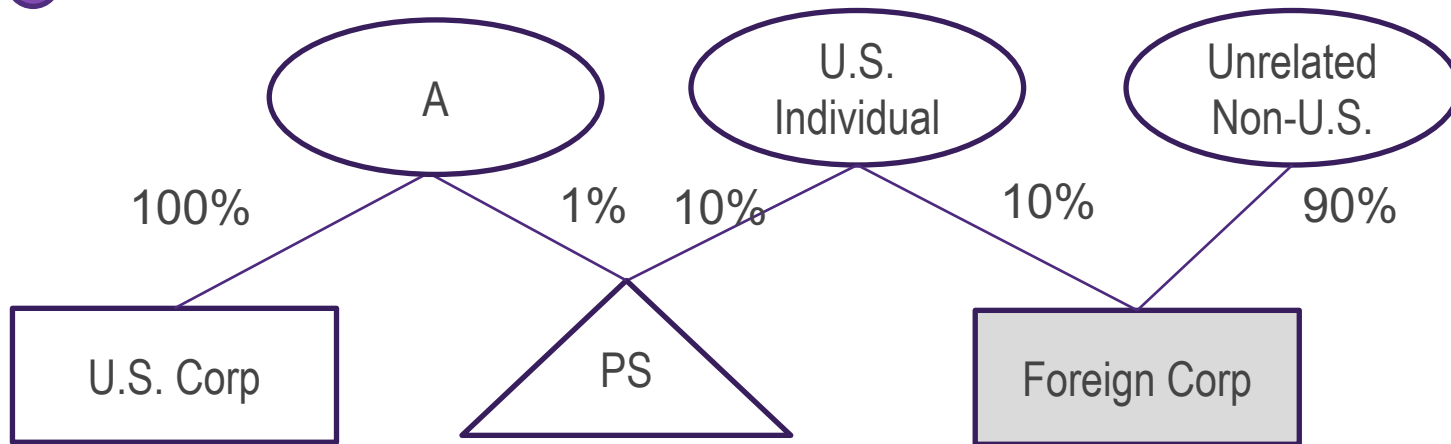 A
U.S.
Individual
Unrelated
Non-U.S.
100%
1%
10%
10%
90%
U.S. Corp
PS
Foreign Corp